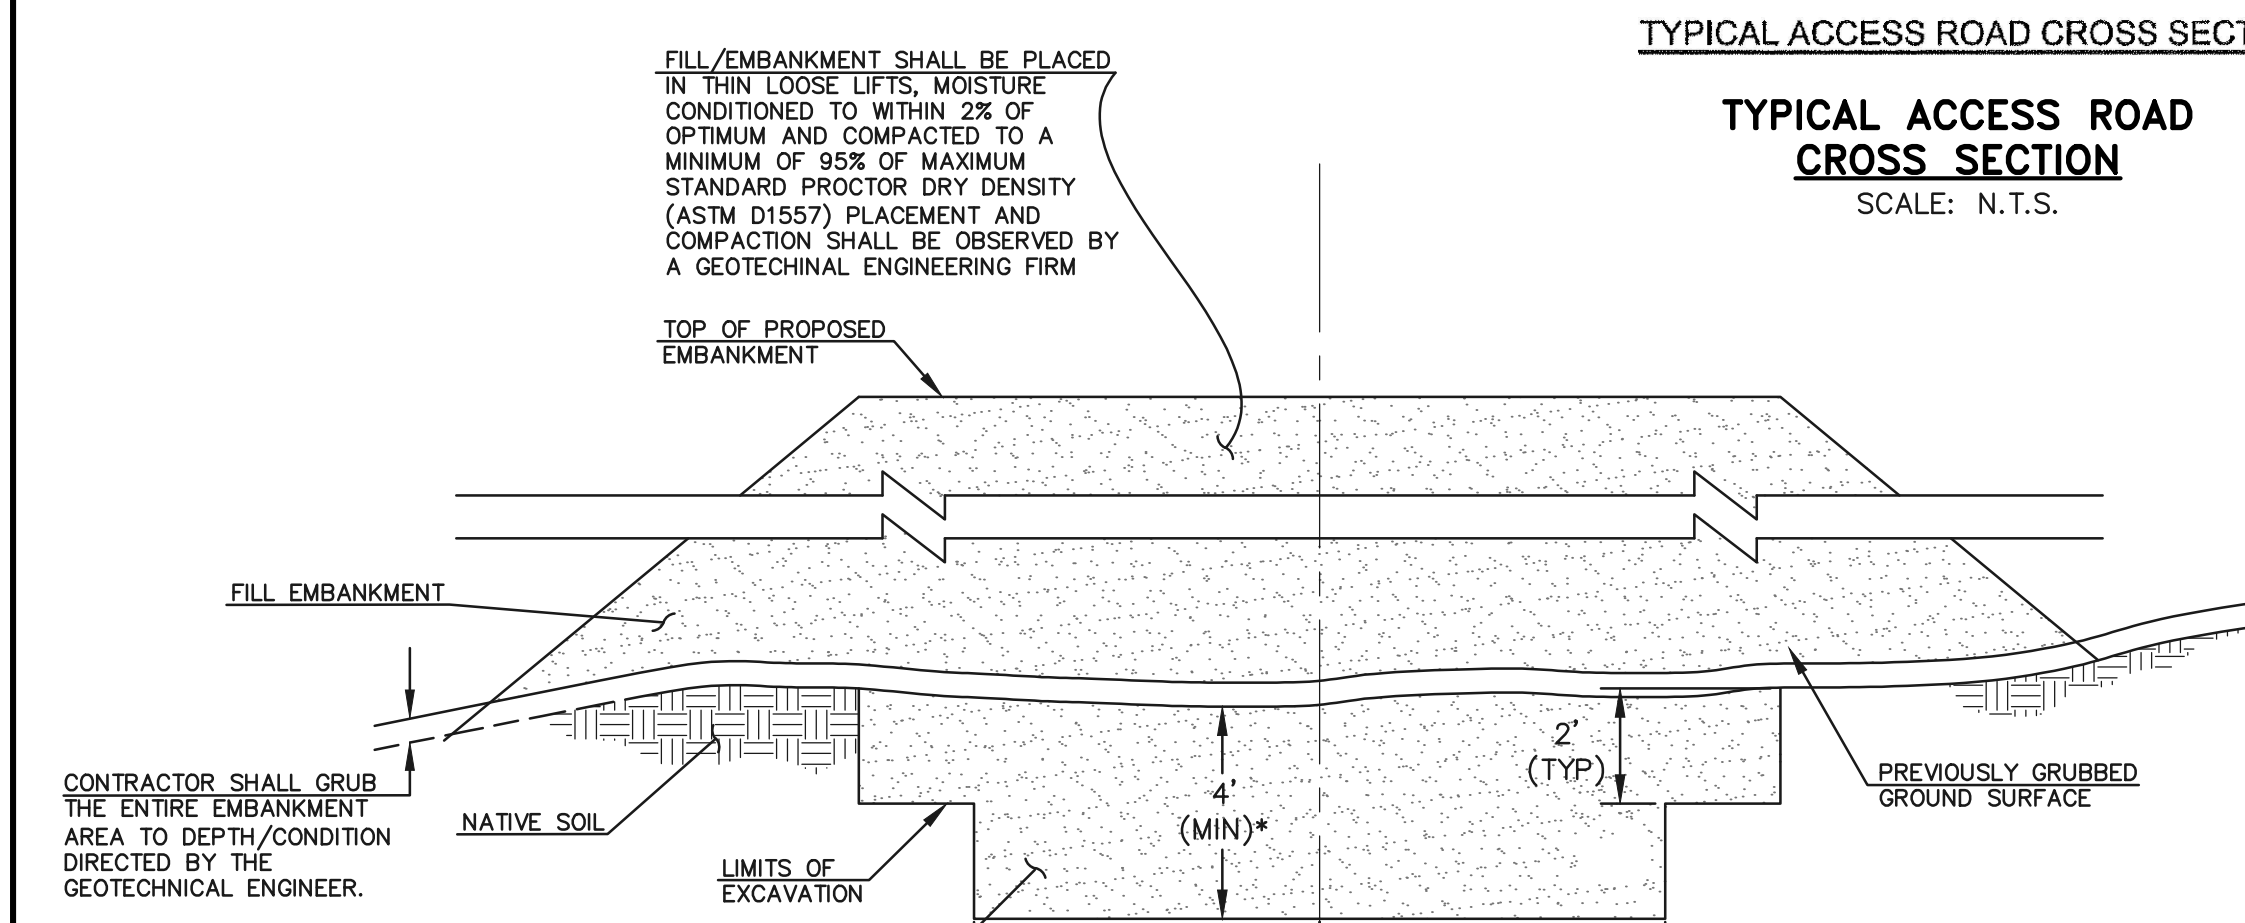 TYPICAL ACCESS ROAD CROSS SECT
TYPICAL ACCESS ROAD
CROSS SECTION
SCALE: N.T.S.
FILL/EMBANKMENT SHALL BE PLACED
IN THIN LOOSE LIFTS, MOISTURE
CONDITIONED TO WITHIN 2% OF
OPTIMUM AND COMPACTED TO A
MINIMUM OF 95% OF MAXIMUM
STANDARD PROCTOR DRY DENSITY
(ASTM D1557) PLACEMENT AND
COMPACTION SHALL BE OBSERVED BY
A GEOTECHINAL ENGINEERING FIRM
TOP OF PROPOSED
EMBANKMENT
FILL EMBANKMENT
CONTRACTOR SHALL GRUB
THE ENTIRE EMBANKMENT
AREA TO DEPTH/CONDITION
DIRECTED BY THE
GEOTECHNICAL ENGINEER.
NATIVE SOIL
LIMITS OF
EXCAVATION
4'
(MIN)*
2'
(TYP)
PREVIOUSLY GRUBBED
GROUND SURFACE